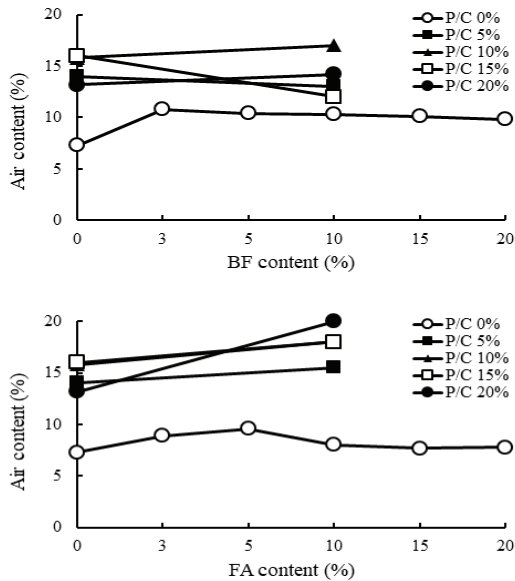 20
15
10
5
0
Air content (%)
P/C 0%
P/C 5%
P/C 10%
P/C 15%
P/C 20%
0 3 5 10 15 20
BF content (%)
20
15
10
5
0
Air content (%)
P/C 0%
P/C 5%
P/C 10%
P/C 15%
P/C 20%
0 3 5 10 15 20
FA content (%)